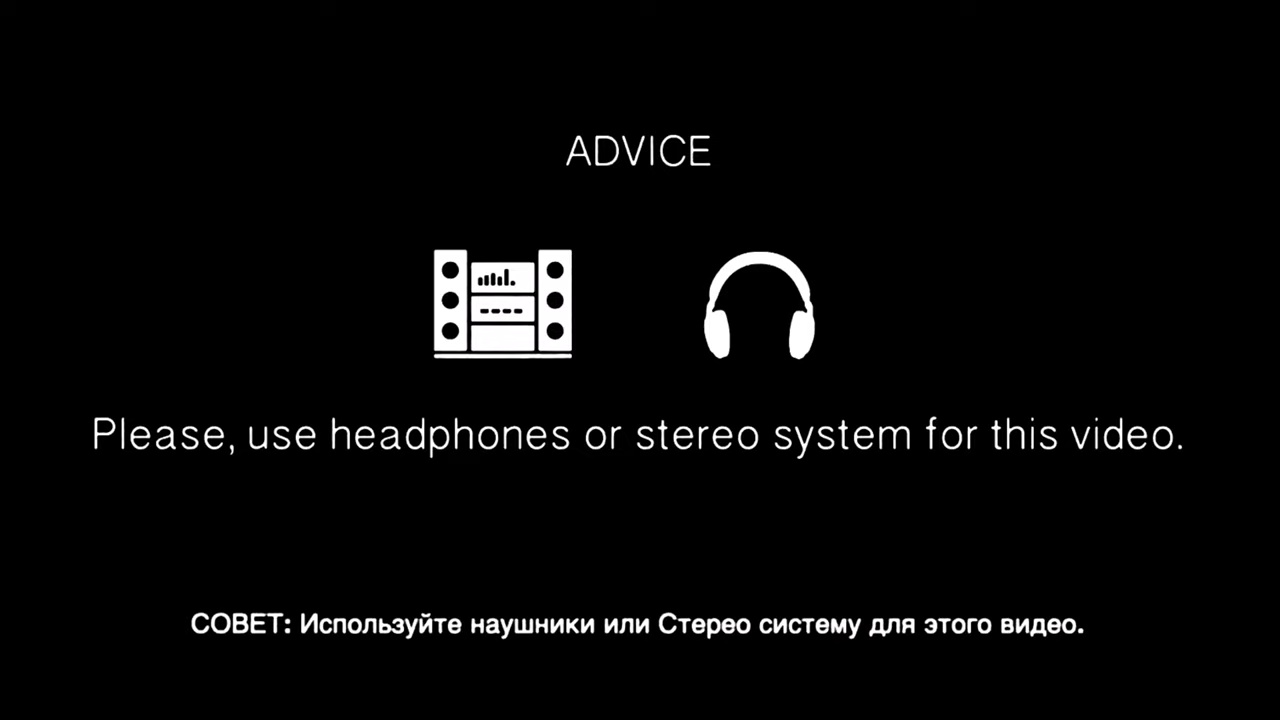 ADVICE
Please, use headphones or stereo system for this video.
СОВЕТ: Используйте наушники или Стерео систему для этого видео.